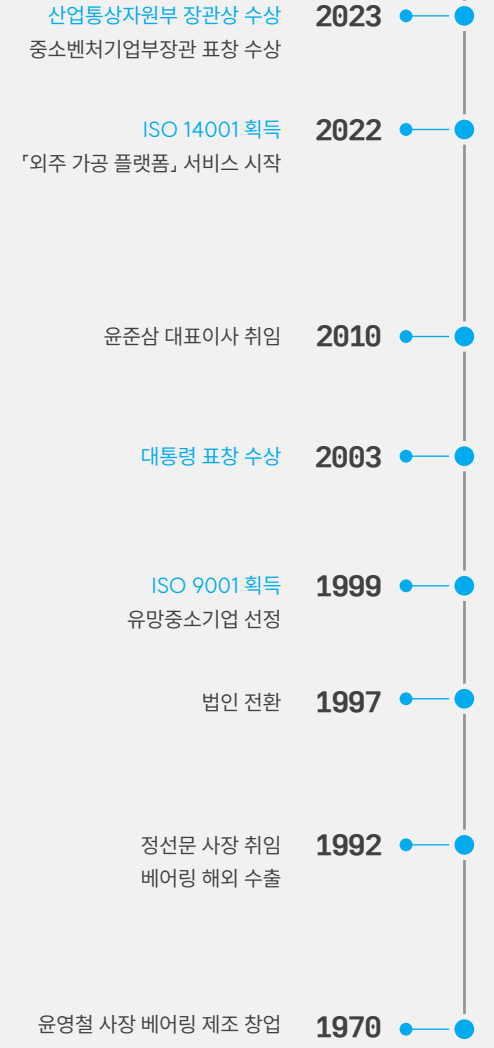 산업통상자원부 장관상 수상 2023
중소벤처기업부장관 표창 수상
ISO 14001 획득 2022
「외주 가공 플랫폼」 서비스 시작
윤준삼 대표이사 취임 2010
대통령 표창 수상 2003
ISO 9001 획득 1999
유망중소기업 선정
법인 전환 1997
정선문 사장 취임 1992
베어링 해외 수출
윤영철 사장 베어링 제조 창업 1970